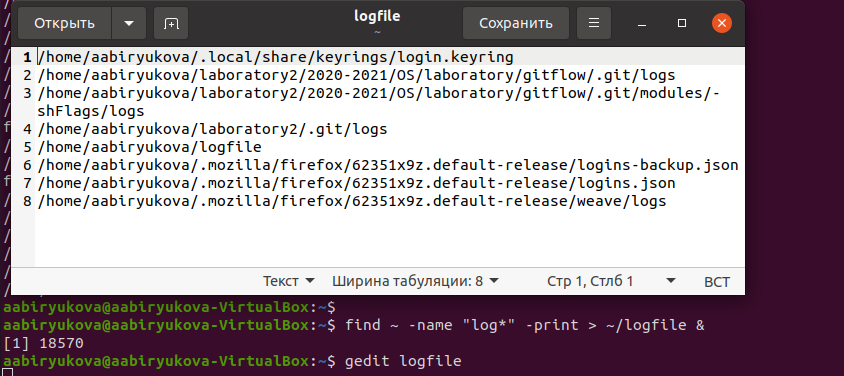 Открыть
logfile
~
Сохранить
1 /home/aabiryukova/.local/share/keyrings/login.keyring
2 /home/aabiryukova/laboratory2/2020-2021/OS/laboratory/gitflow/.git/logs
3 /home/aabiryukova/laboratory2/2020-2021/OS/laboratory/gitflow/.git/modules/-
shFlags/logs
4 /home/aabiryukova/laboratory2/.git/logs
5 /home/aabiryukova/logfile
6 /home/aabiryukova/.mozilla/firefox/62351x9z.default-release/logins-backup.json
7 /home/aabiryukova/.mozilla/firefox/62351x9z.default-release/logins.json
8 /home/aabiryukova/.mozilla/firefox/62351x9z.default-release/weave/logs
Текст Ширина табуляции: 8 Стр 1, Стлб 1 ВСТ
aabiryukova@aabiryukova-VirtualBox:~$
aabiryukova@aabiryukova-VirtualBox:~$ find ~ -name "log*" -print > ~/logfile &
[1] 18570
aabiryukova@aabiryukova-VirtualBox:~$ gedit logfile